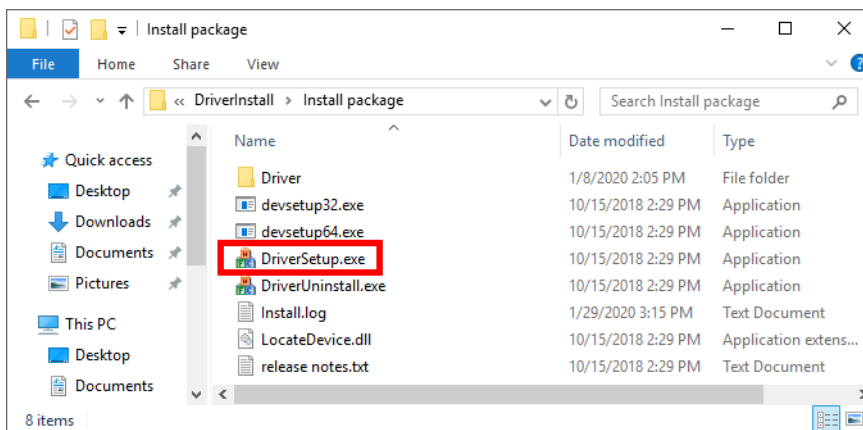 Install package
File Home Share View
« DriverInstall > Install package Search Install package
Name Date modified Type
Quick access
Desktop
Downloads
Documents
Pictures
This PC
Desktop
Documents
Driver 1/8/2020 2:05 PM File folder
devsetup32.exe 10/15/2018 2:29 PM Application
devsetup64.exe 10/15/2018 2:29 PM Application
DriverSetup.exe 10/15/2018 2:29 PM Application
DriverUninstall.exe 10/15/2018 2:29 PM Application
Install.log 1/29/2020 3:15 PM Text Document
LocateDevice.dll 10/15/2018 2:29 PM Application extens...
release notes.txt 10/15/2018 2:29 PM Text Document
8 items